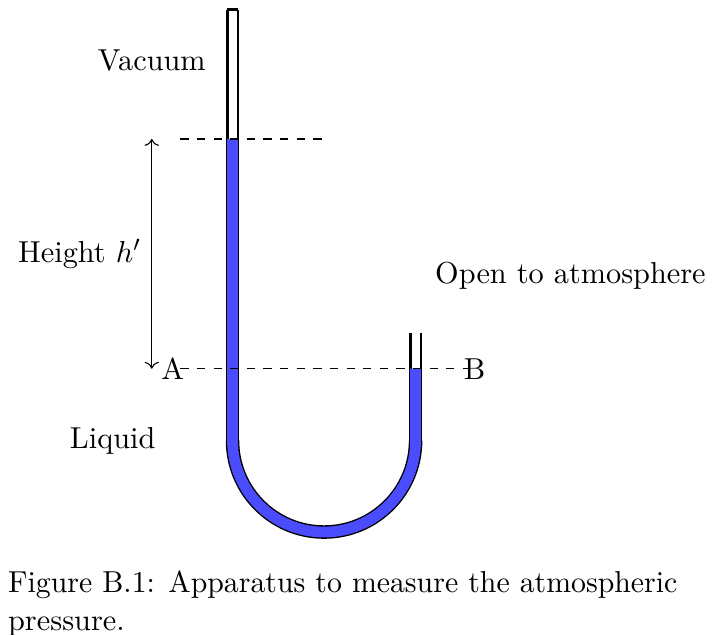 Vacuum
Height h′
Open to atmosphere
A
B
Liquid
Figure B.1: Apparatus to measure the atmospheric
pressure.